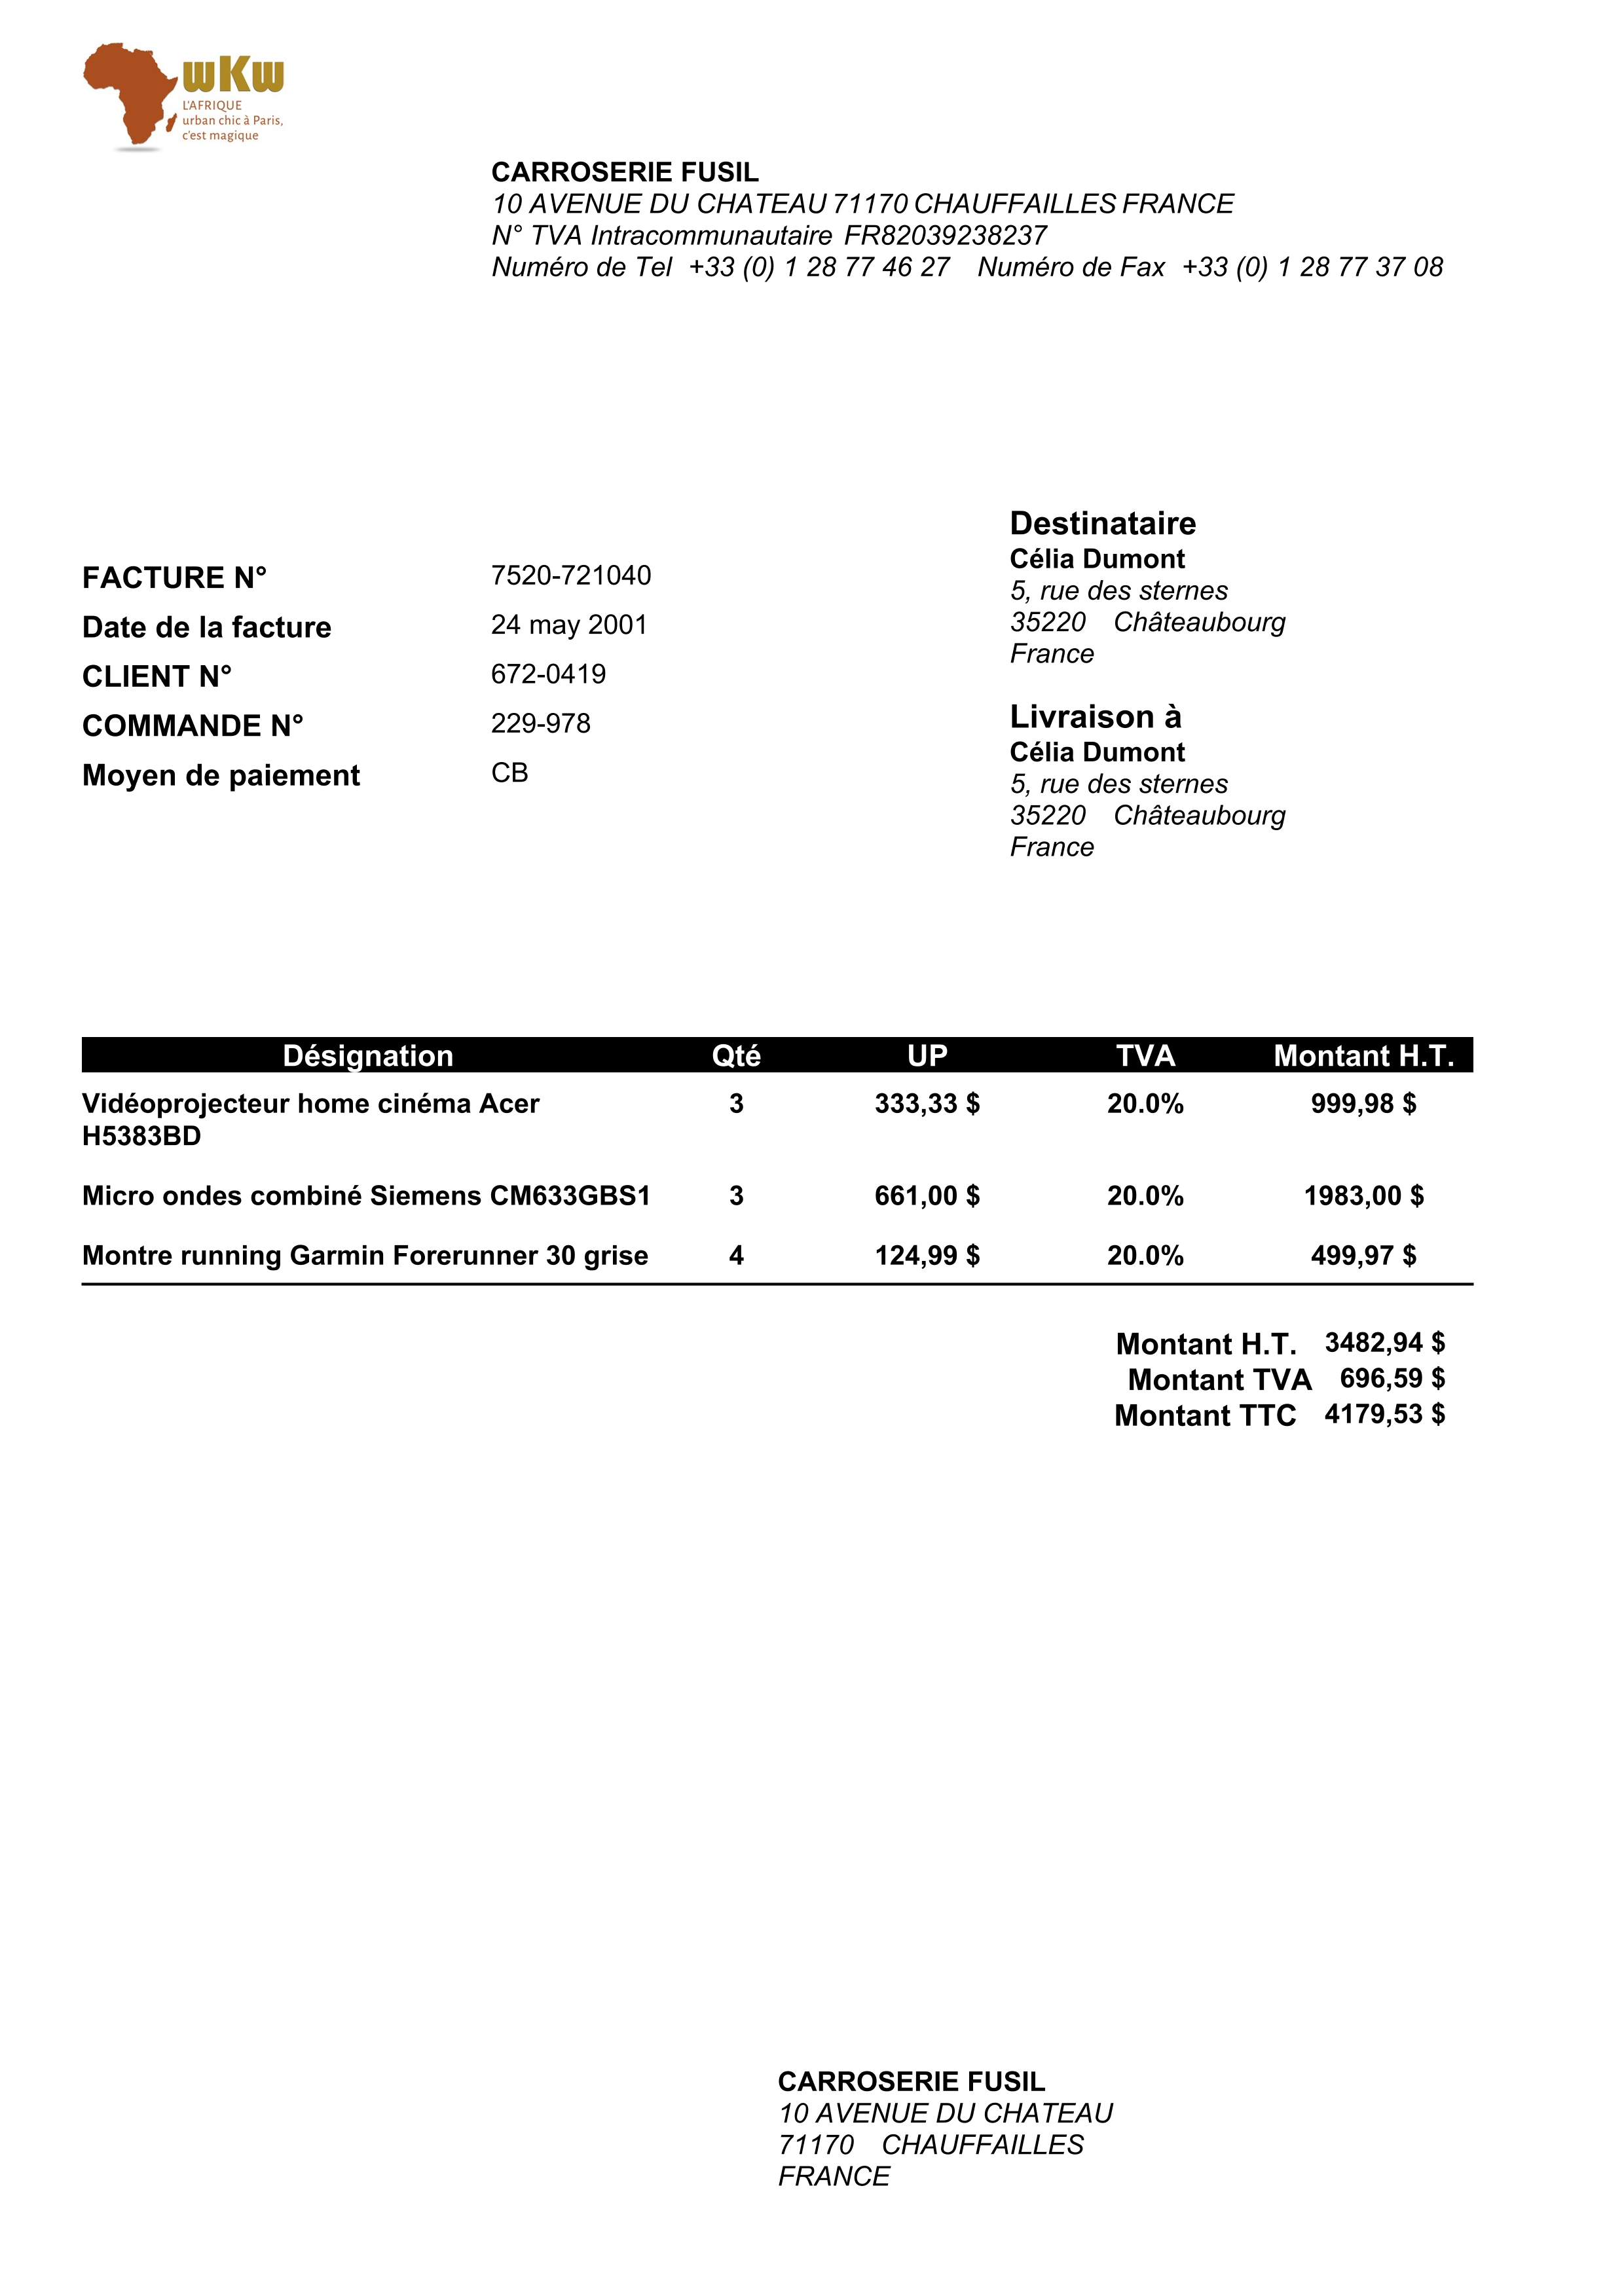 wKw
L'AFRIQUE
urban chic à Paris,
c'est magique
CARROSERIE FUSIL
10 AVENUE DU CHATEAU 71170 CHAUFFAILLES FRANCE
N° TVA Intracommunautaire FR82039238237
Numéro de Tel +33 (0) 1 28 77 46 27 Numéro de Fax +33 (0) 1 28 77 37 08
FACTURE N° 7520-721040
Date de la facture 24 may 2001
CLIENT N° 672-0419
COMMANDE N° 229-978
Moyen de paiement CB
Destinataire
Célia Dumont
5, rue des sternes
35220 Châteaubourg
France
Livraison à
Célia Dumont
5, rue des sternes
35220 Châteaubourg
France
Désignation Qté UP TVA Montant H.T.
Vidéoprojecteur home cinéma Acer 3 333,33 $ 20.0% 999,98 $
H5383BD
Micro ondes combiné Siemens CM633GBS1 3 661,00 $ 20.0% 1983,00 $
Montre running Garmin Forerunner 30 grise 4 124,99 $ 20.0% 499,97 $
Montant H.T. 3482,94 $
Montant TVA 696,59 $
Montant TTC 4179,53 $
CARROSERIE FUSIL
10 AVENUE DU CHATEAU
71170 CHAUFFAILLES
FRANCE